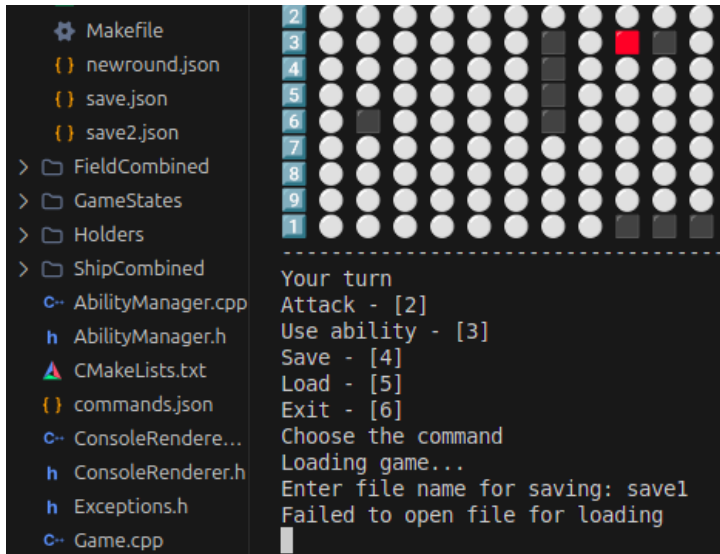 Makefile
{ } newround.json
{ } save.json
{ } save2.json
> FieldCombined
> GameStates
> Holders
> ShipCombined
C++ AbilityManager.cpp
h AbilityManager.h
CMakeLists.txt
{ } commands.json
C++ ConsoleRendere...
h ConsoleRenderer.h
h Exceptions.h
C++ Game.cpp
2
3
4
5
6
7
8
9
1
------------------------------------
Your turn
Attack - [2]
Use ability - [3]
Save - [4]
Load - [5]
Exit - [6]
Choose the command
Loading game...
Enter file name for saving: save1
Failed to open file for loading